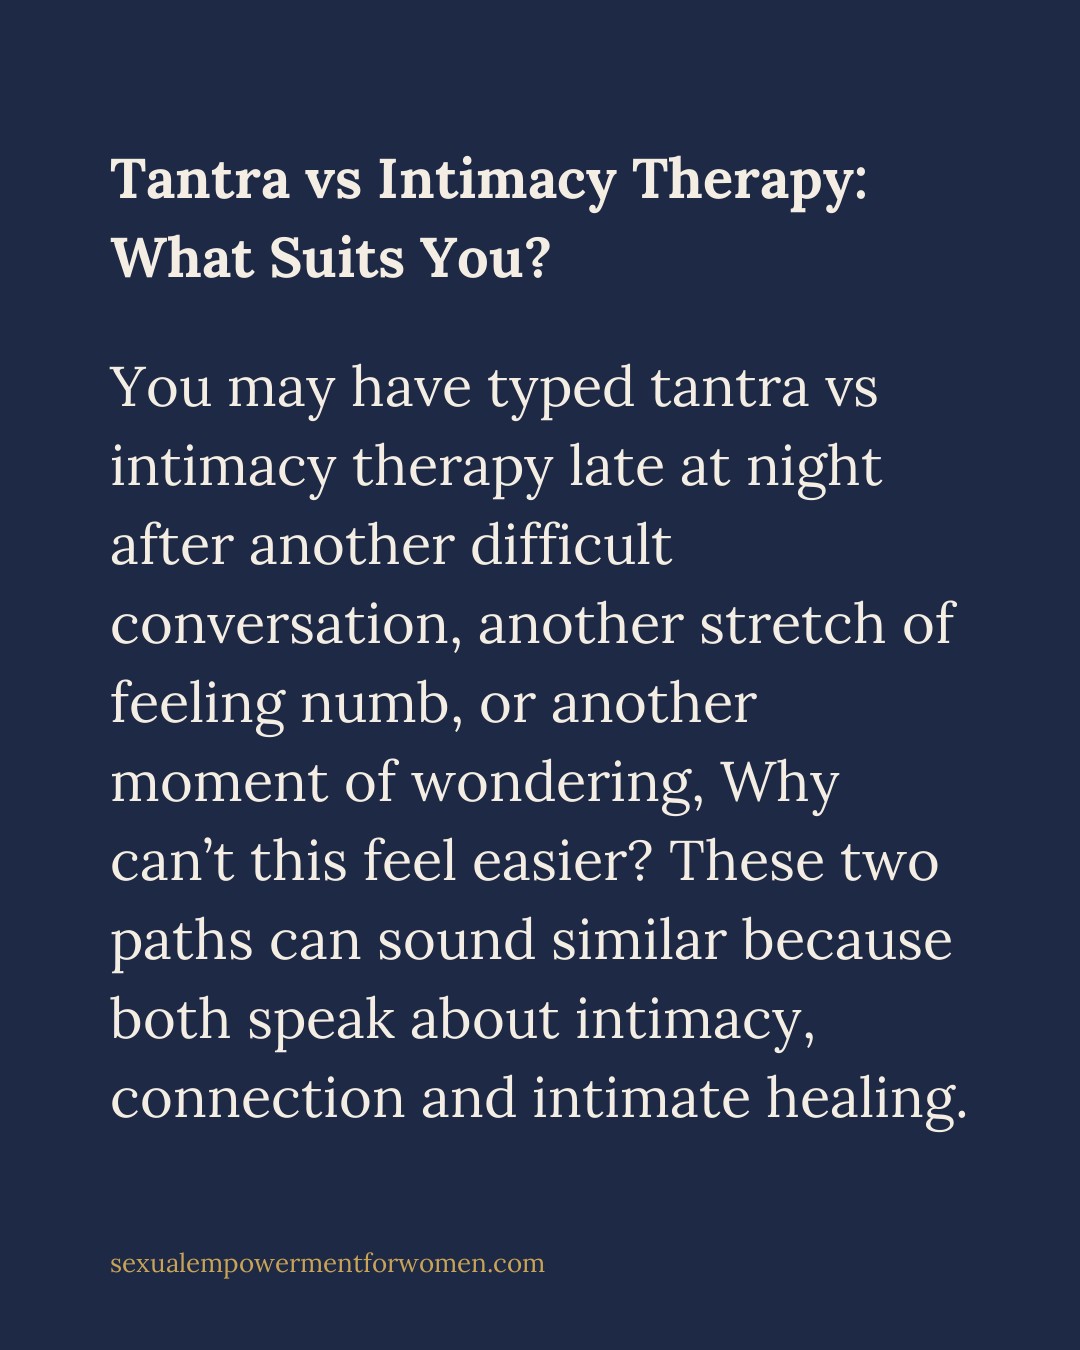 Tantra vs Intimacy Therapy:
What Suits You?
You may have typed tantra vs
intimacy therapy late at night
after another difficult
conversation, another stretch of
feeling numb, or another
moment of wondering, Why
can’t this feel easier? These two
paths can sound similar because
both speak about intimacy,
connection and intimate healing.
sexualempowermentforwomen.com